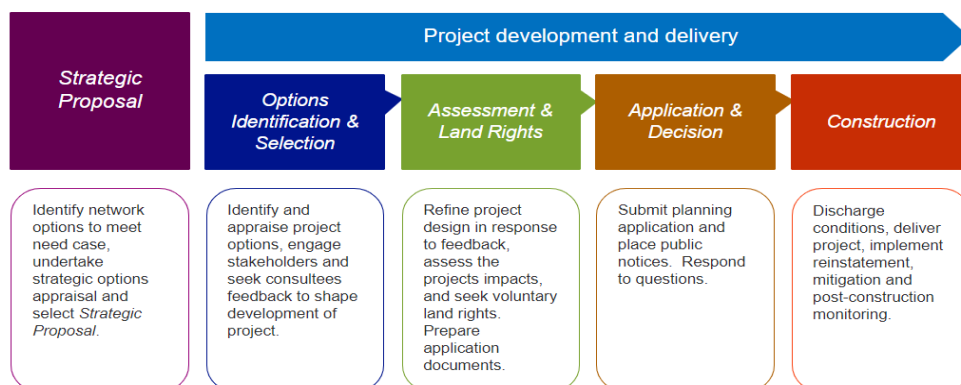 Project development and delivery
Strategic
Proposal
Options
Identification &
Selection
Assessment &
Land Rights
Application &
Decision
Construction
Identify network
options to meet
need case,
undertake
strategic options
appraisal and
select Strategic
Proposal.
Identify and
appraise project
options, engage
stakeholders and
seek consultees
feedback to shape
development of
project.
Refine project
design in response
to feedback,
assess the
projects impacts,
and seek voluntary
land rights.
Prepare
application
documents.
Submit planning
application and
place public
notices. Respond
to questions.
Discharge
conditions, deliver
project, implement
reinstatement,
mitigation and
post-construction
monitoring.